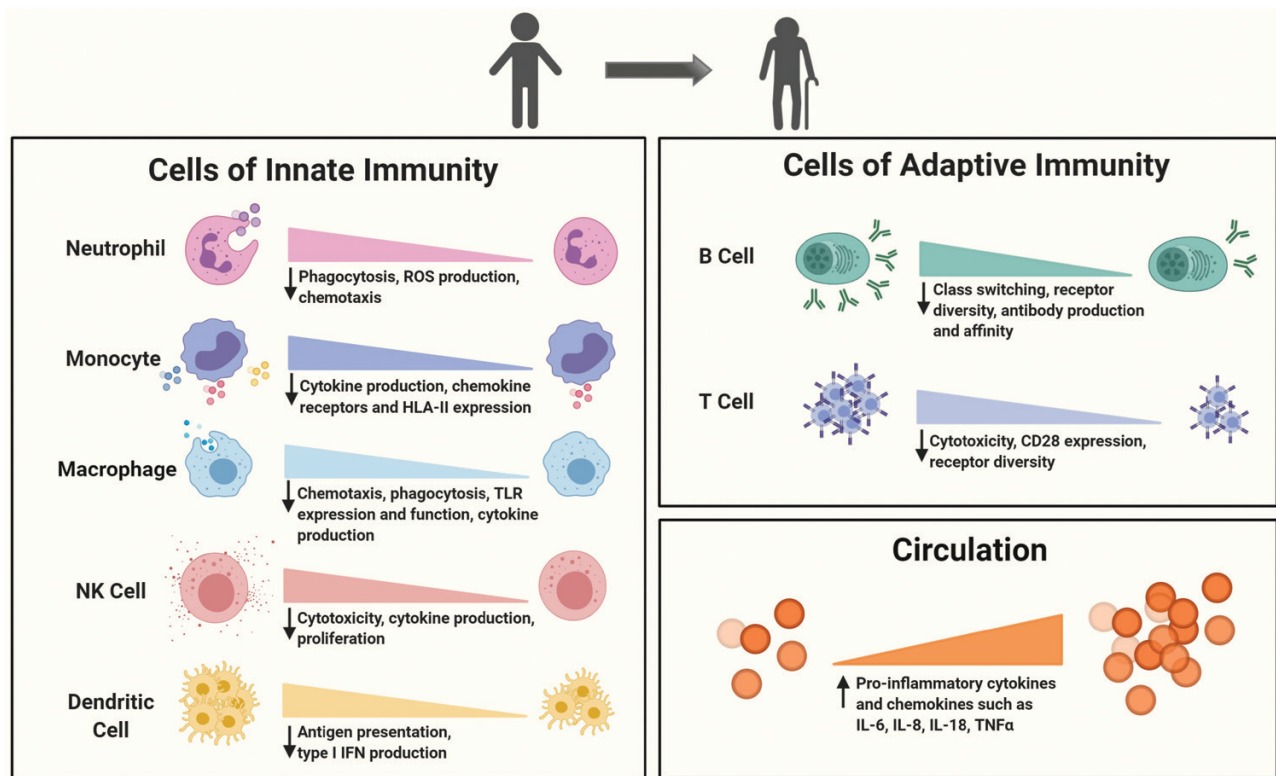 Cells of Innate Immunity
Neutrophil
Phagocytosis, ROS production,
chemotaxis
Monocyte
Cytokine production, chemokine
receptors and HLA-II expression
Macrophage
Chemotaxis, phagocytosis, TLR
expression and function, cytokine
production
NK Cell
Cytotoxicity, cytokine production,
proliferation
Dendritic
Cell
Antigen presentation,
type I IFN production
Cells of Adaptive Immunity
B Cell
Class switching, receptor
diversity, antibody production
and affinity
T Cell
Cytotoxicity, CD28 expression,
receptor diversity
Circulation
Pro-inflammatory cytokines
and chemokines such as
IL-6, IL-8, IL-18, TNFα